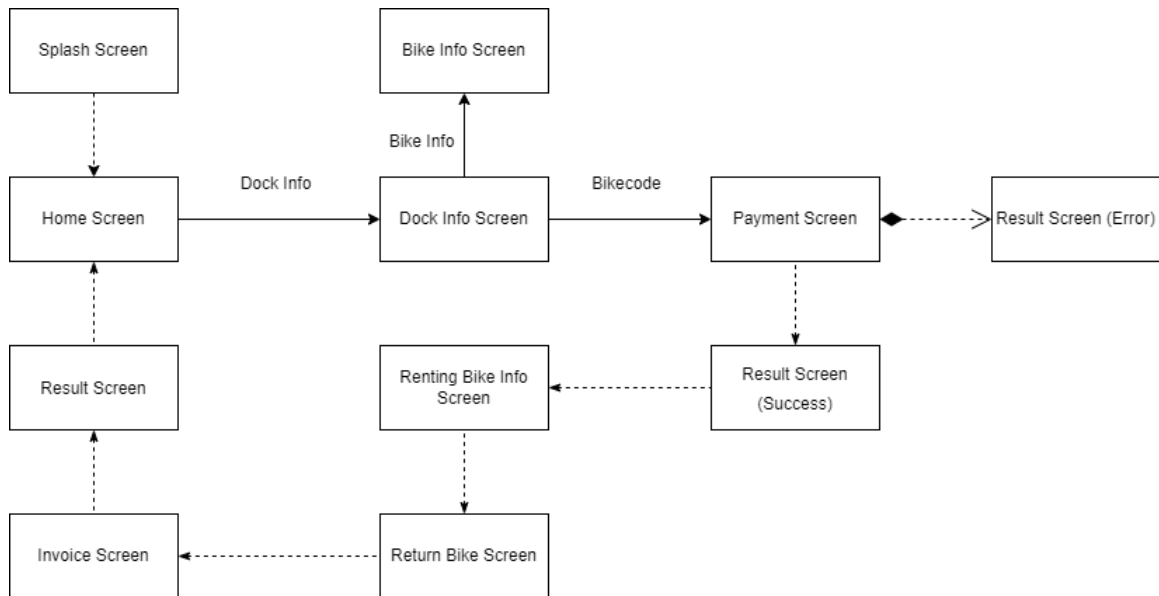 Splash Screen
Bike Info Screen
Bike Info
Dock Info
Bikecode
Home Screen
Dock Info Screen
Payment Screen
Result Screen (Error)
Result Screen
Renting Bike Info
Screen
Result Screen
(Success)
Invoice Screen
Return Bike Screen